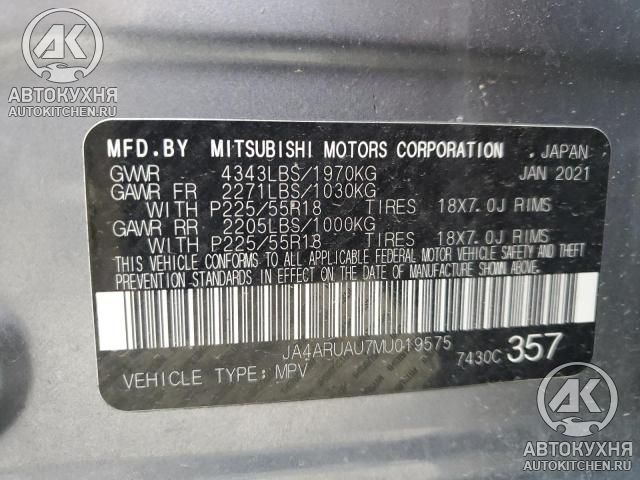 AK
АВТОКУХНЯ
AUTOKITCHEN.RU
MFD.BY MITSUBISHI MOTORS CORPORATION . JAPAN
GVWR 4343LBS/1970KG JAN 2021
GAWR FR 2271LBS/1030KG
WITH P225/55R18 TIRES 18X7.0J RIMS
GAWR RR 2205LBS/1000KG
WITH P225/55R18 TIRES 18X7.0J RIMS
THIS VEHICLE CONFORMS TO ALL APPLICABLE FEDERAL MOTOR VEHICLE SAFETY AND THEFT
PREVENTION STANDARDS IN EFFECT ON THE DATE OF MANUFACTURE SHOWN ABOVE.
JA4ARUAU7MU019575 7430C 357
VEHICLE TYPE: MPV
AK
АВТОКУХНЯ
AUTOKITCHEN.RU